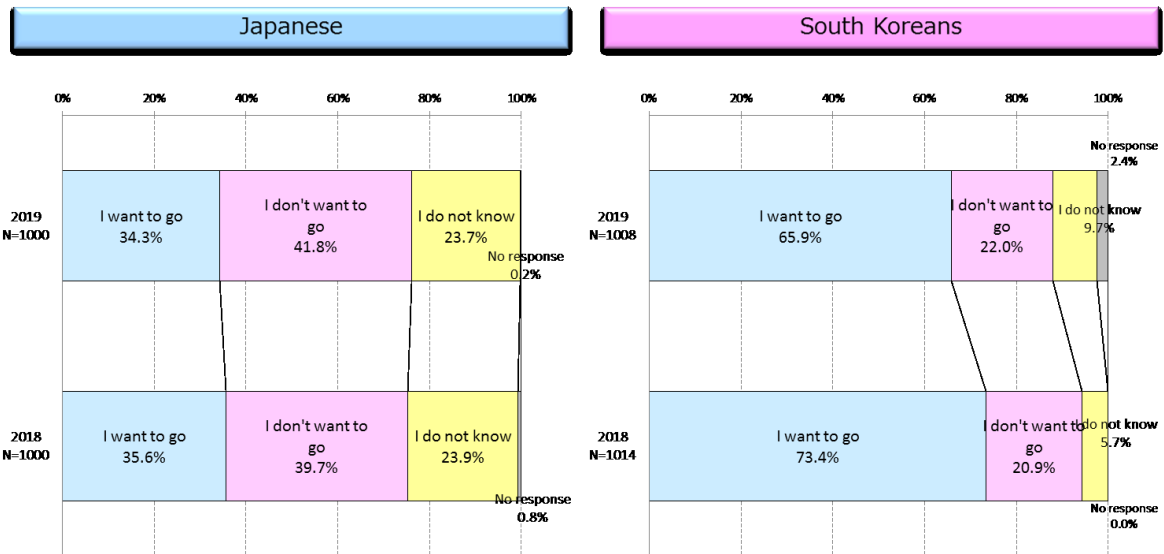 Japanese
South Koreans
0% 20% 40% 60% 80% 100%
0% 20% 40% 60% 80% 100%
2019
N=1000
I want to go
34.3%
I don't want to
go
41.8%
I do not know
23.7%
No response
0.2%
2018
N=1000
I want to go
35.6%
I don't want to
go
39.7%
I do not know
23.9%
No response
0.8%
No response
2.4%
2019
N=1008
I want to go
65.9%
I don't want to
go
22.0%
I do not know
9.7%
2018
N=1014
I want to go
73.4%
I don't want to
go
20.9%
I do not know
5.7%
No response
0.0%